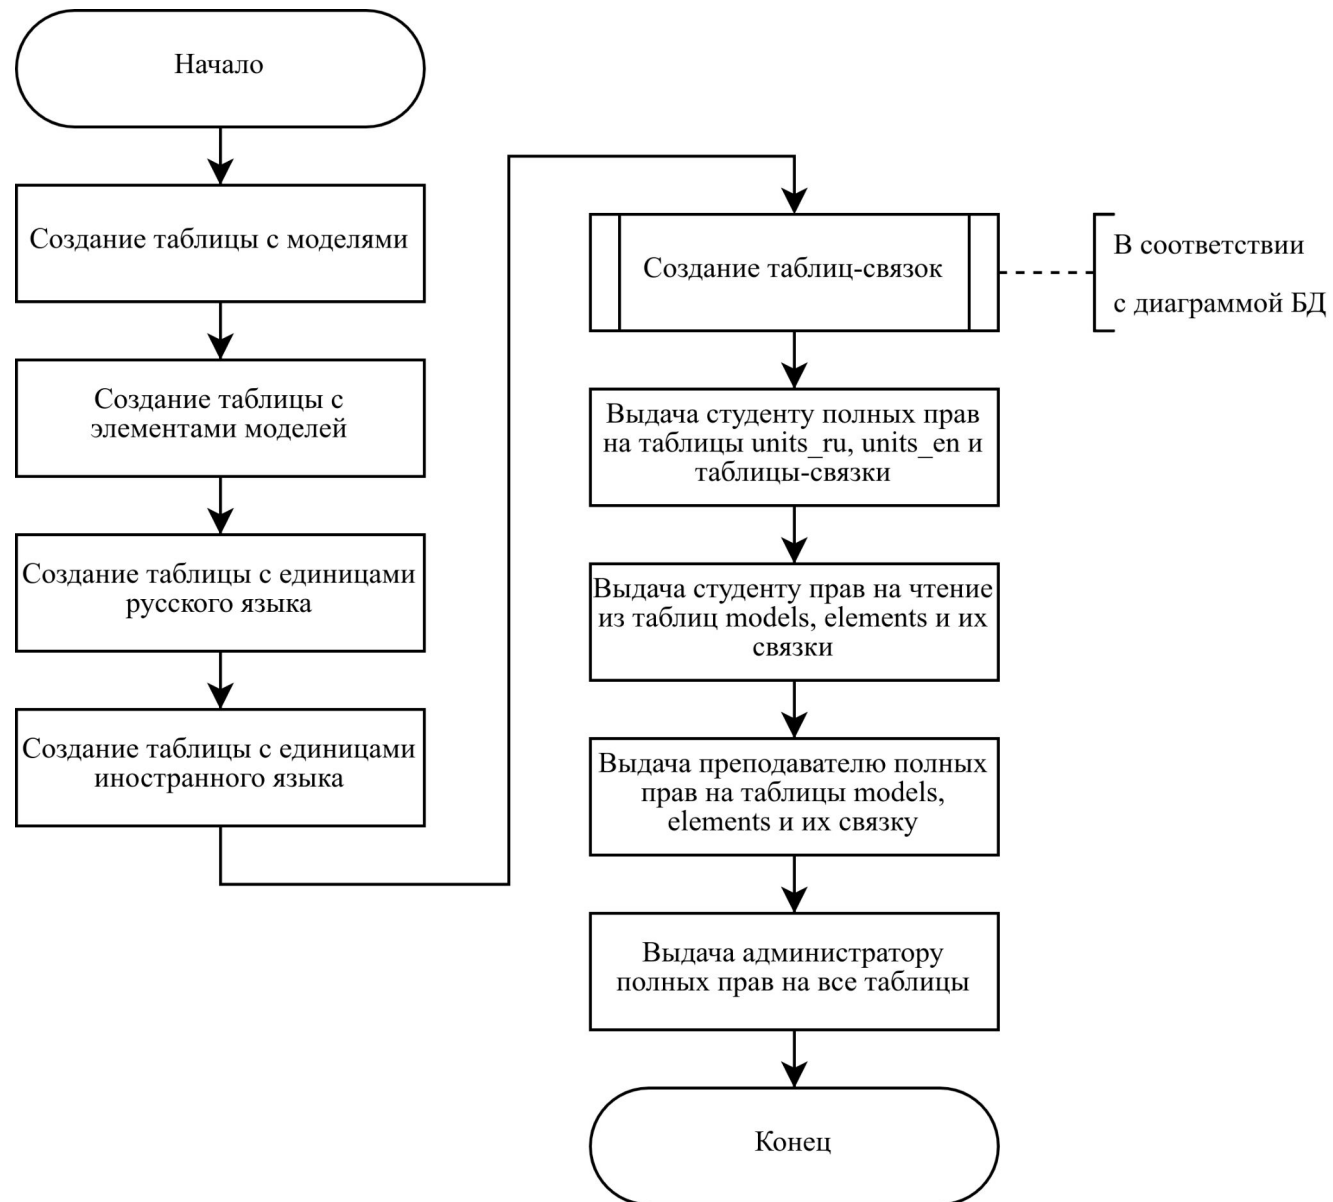 Начало
Создание таблицы с моделями
Создание таблицы с
элементами моделей
Создание таблицы с единицами
русского языка
Создание таблицы с единицами
иностранного языка
Создание таблиц-связок
В соответствии
с диаграммой БД
Выдача студенту полных прав
на таблицы units_ru, units_en и
таблицы-связки
Выдача студенту прав на чтение
из таблиц models, elements и их
связки
Выдача преподавателю полных
прав на таблицы models,
elements и их связку
Выдача администратору
полных прав на все таблицы
Конец